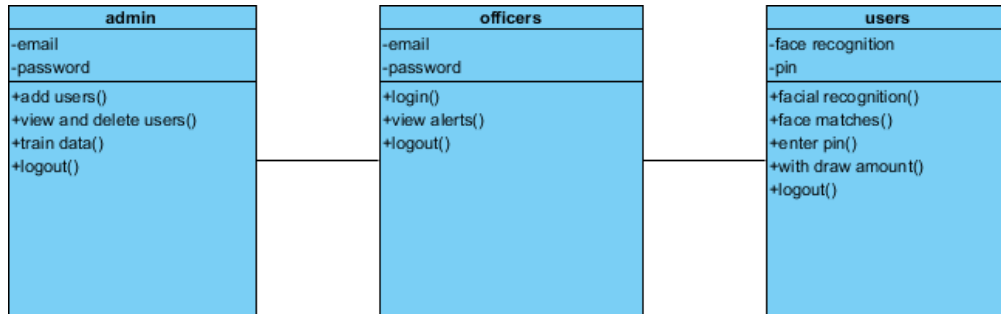 admin
-email
-password
+add users()
+view and delete users()
+train data()
+logout()
officers
-email
-password
+login()
+view alerts()
+logout()
users
-face recognition
-pin
+facial recognition()
+face matches()
+enter pin()
+with draw amount()
+logout()